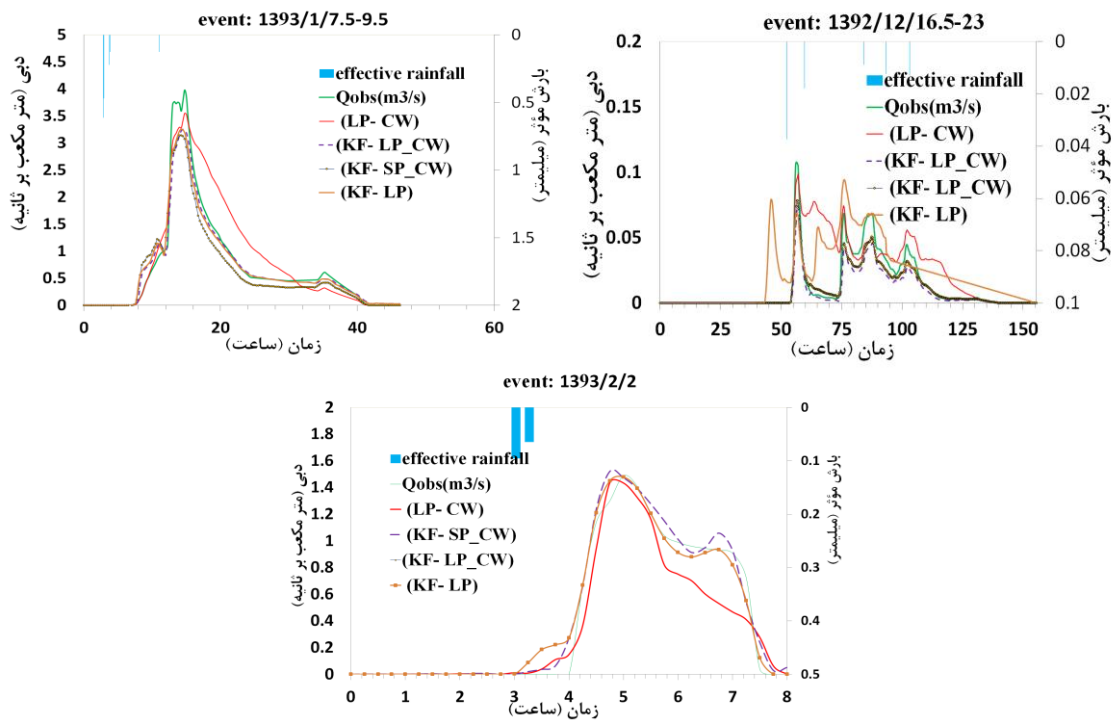 event: 1393/1/7.5-9.5
دبی (متر مکعب بر ثانیه)
5
4.5
4
3.5
3
2.5
2
1.5
1
0.5
0
effective rainfall
Qobs(m3/s)
(LP- CW)
(KF- LP_CW)
(KF- SP_CW)
(KF- LP)
0
0.5
1
1.5
2
بارش مؤثر (میلیمتر)
0 20 40 60
زمان (ساعت)
event: 1392/12/16.5-23
دبی (متر مکعب بر ثانیه)
0.2
0.15
0.1
0.05
0
effective rainfall
Qobs(m3/s)
(LP- CW)
(KF- LP_CW)
(KF- LP_CW)
(KF- LP)
0
0.02
0.04
0.06
0.08
0.1
بارش مؤثر (میلیمتر)
0 25 50 75 100 125 150
زمان (ساعت)
event: 1393/2/2
دبی (متر مکعب بر ثانیه)
2
1.8
1.6
1.4
1.2
1
0.8
0.6
0.4
0.2
0
effective rainfall
Qobs(m3/s)
(LP- CW)
(KF- SP_CW)
(KF- LP_CW)
(KF- LP)
0
0.1
0.2
0.3
0.4
0.5
بارش مؤثر (میلیمتر)
0 1 2 3 4 5 6 7 8
زمان (ساعت)